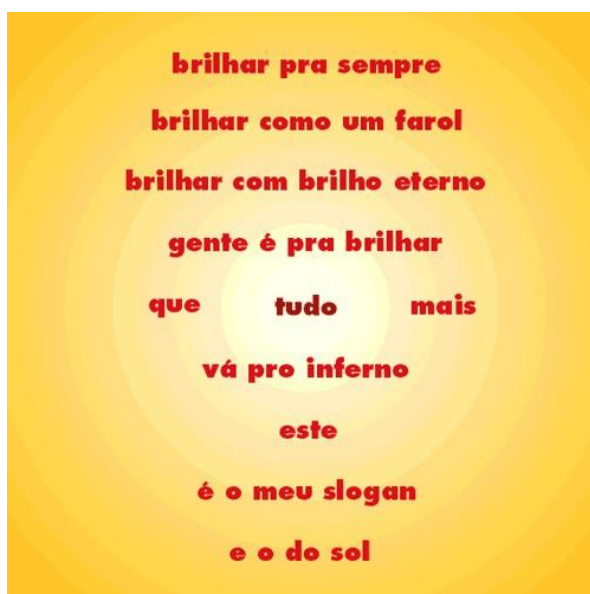 brilhar pra sempre
brilhar como um farol
brilhar com brilho eterno
gente é pra brilhar
que tudo mais
vá pro inferno
este
é o meu slogan
e o do sol